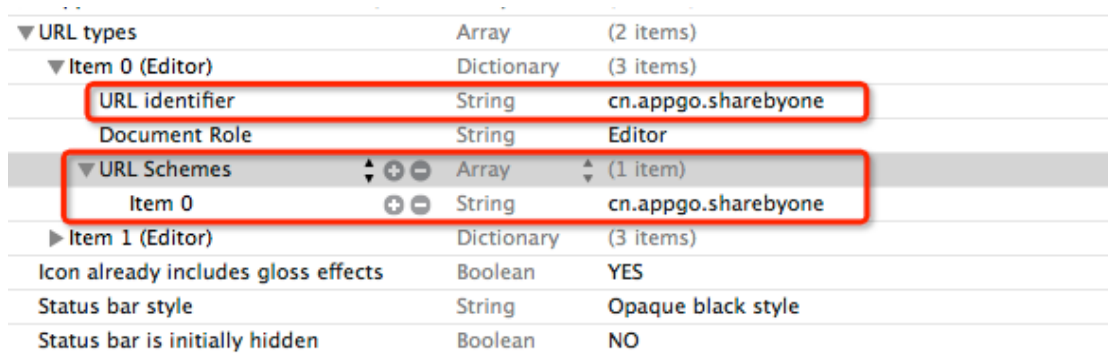 URL types Array (2 items)
Item 0 (Editor) Dictionary (3 items)
URL identifier String cn.appgo.sharebyone
Document Role String Editor
URL Schemes Array (1 item)
Item 0 String cn.appgo.sharebyone
Item 1 (Editor) Dictionary (3 items)
Icon already includes gloss effects Boolean YES
Status bar style String Opaque black style
Status bar is initially hidden Boolean NO